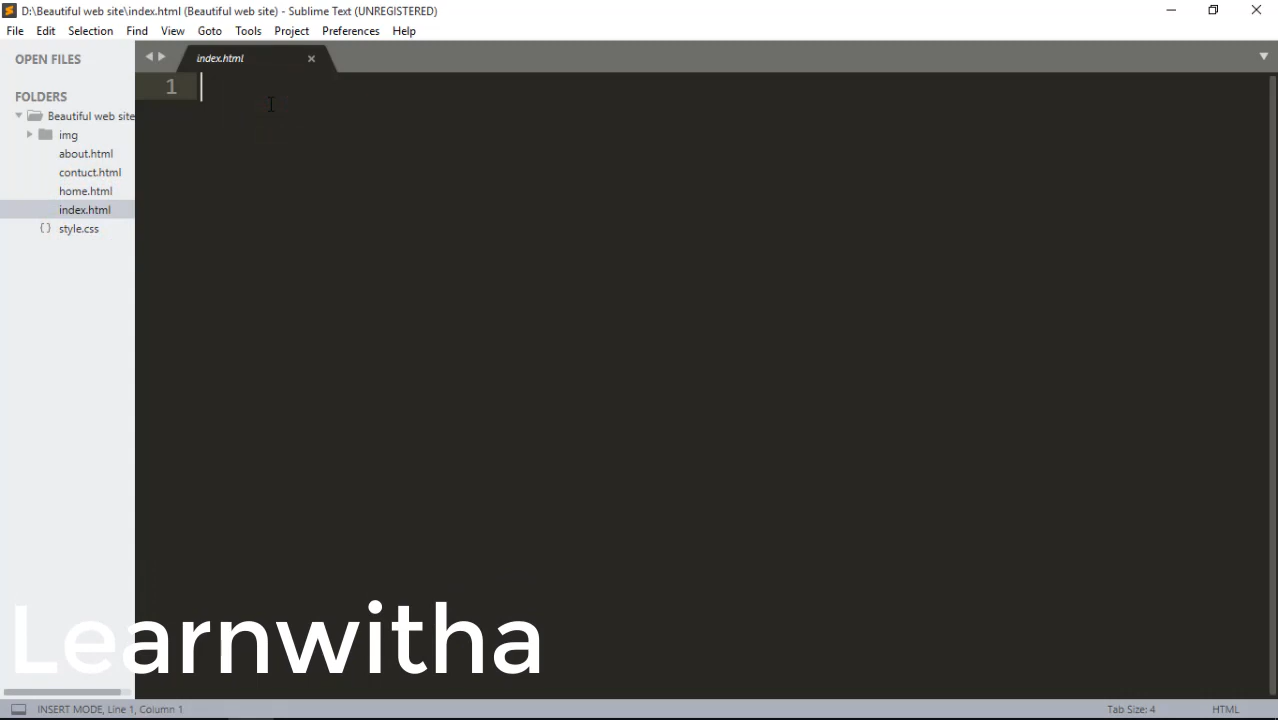 D:\Beautiful web site\index.html (Beautiful web site) - Sublime Text (UNREGISTERED)
File Edit Selection View Find Goto Tools Project Preferences Help
OPEN FILES
index.html
1
FOLDERS
Beautiful web site
img
about.html
contuct.html
home.html
index.html
style.css
Learnwitha
INSERT MODE, Line 1, Column 1
Tab Size: 4
HTML